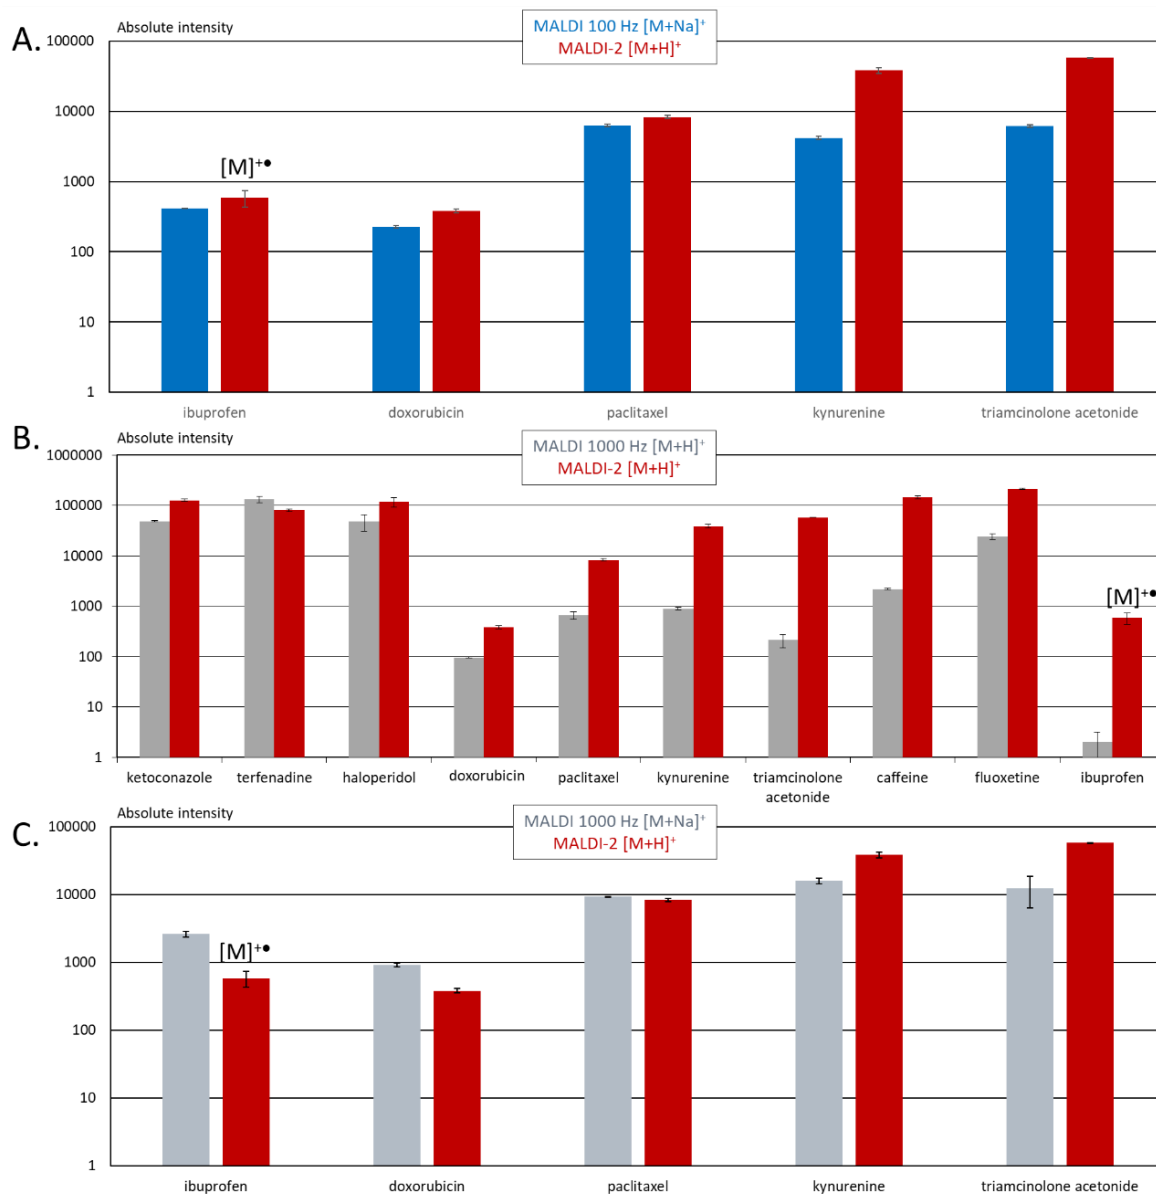 A.
Absolute intensity
MALDI 100 Hz [M+Na]⁺
MALDI-2 [M+H]⁺
100000
10000
1000
100
10
1
[M]⁺•
ibuprofen
doxorubicin
paclitaxel
kynurenine
triamcinolone acetonide
B.
Absolute intensity
MALDI 1000 Hz [M+H]⁺
MALDI-2 [M+H]⁺
1000000
100000
10000
1000
100
10
1
[M]⁺•
ketoconazole
terfenadine
haloperidol
doxorubicin
paclitaxel
kynurenine
triamcinolone
acetonide
caffeine
fluoxetine
ibuprofen
C.
Absolute intensity
MALDI 1000 Hz [M+Na]⁺
MALDI-2 [M+H]⁺
100000
10000
1000
100
10
1
[M]⁺•
ibuprofen
doxorubicin
paclitaxel
kynurenine
triamcinolone acetonide